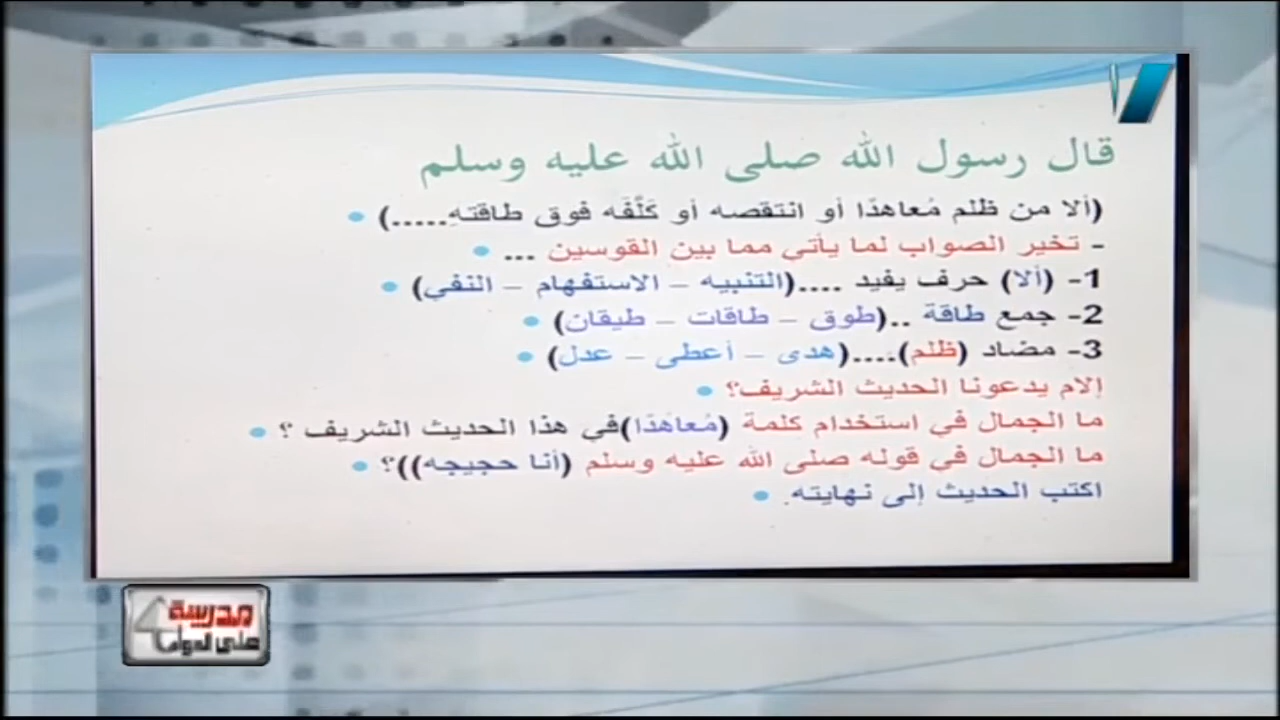 قال رسول الله صلى الله عليه وسلم
(ألا من ظلم مُعاهدًا أو انتقصه أو كَلَّفَه فوق طاقتهِ.....)
- تخير الصواب لما يأتى مما بين القوسين ...
1- (ألا) حرف يفيد ....(التنبيه – الاستفهام – النفي)
2- جمع طاقة ..(طوق – طاقات – طيقان)
3- مضاد (ظلم)....(هدى – أعطى – عدل)
إلام يدعونا الحديث الشريف؟
ما الجمال في استخدام كلمة (مُعاهَدًا)في هذا الحديث الشريف ؟
ما الجمال في قوله صلى الله عليه وسلم (أنا حجيجه))؟
اكتب الحديث إلى نهايته.
مدرسة
على الهواء